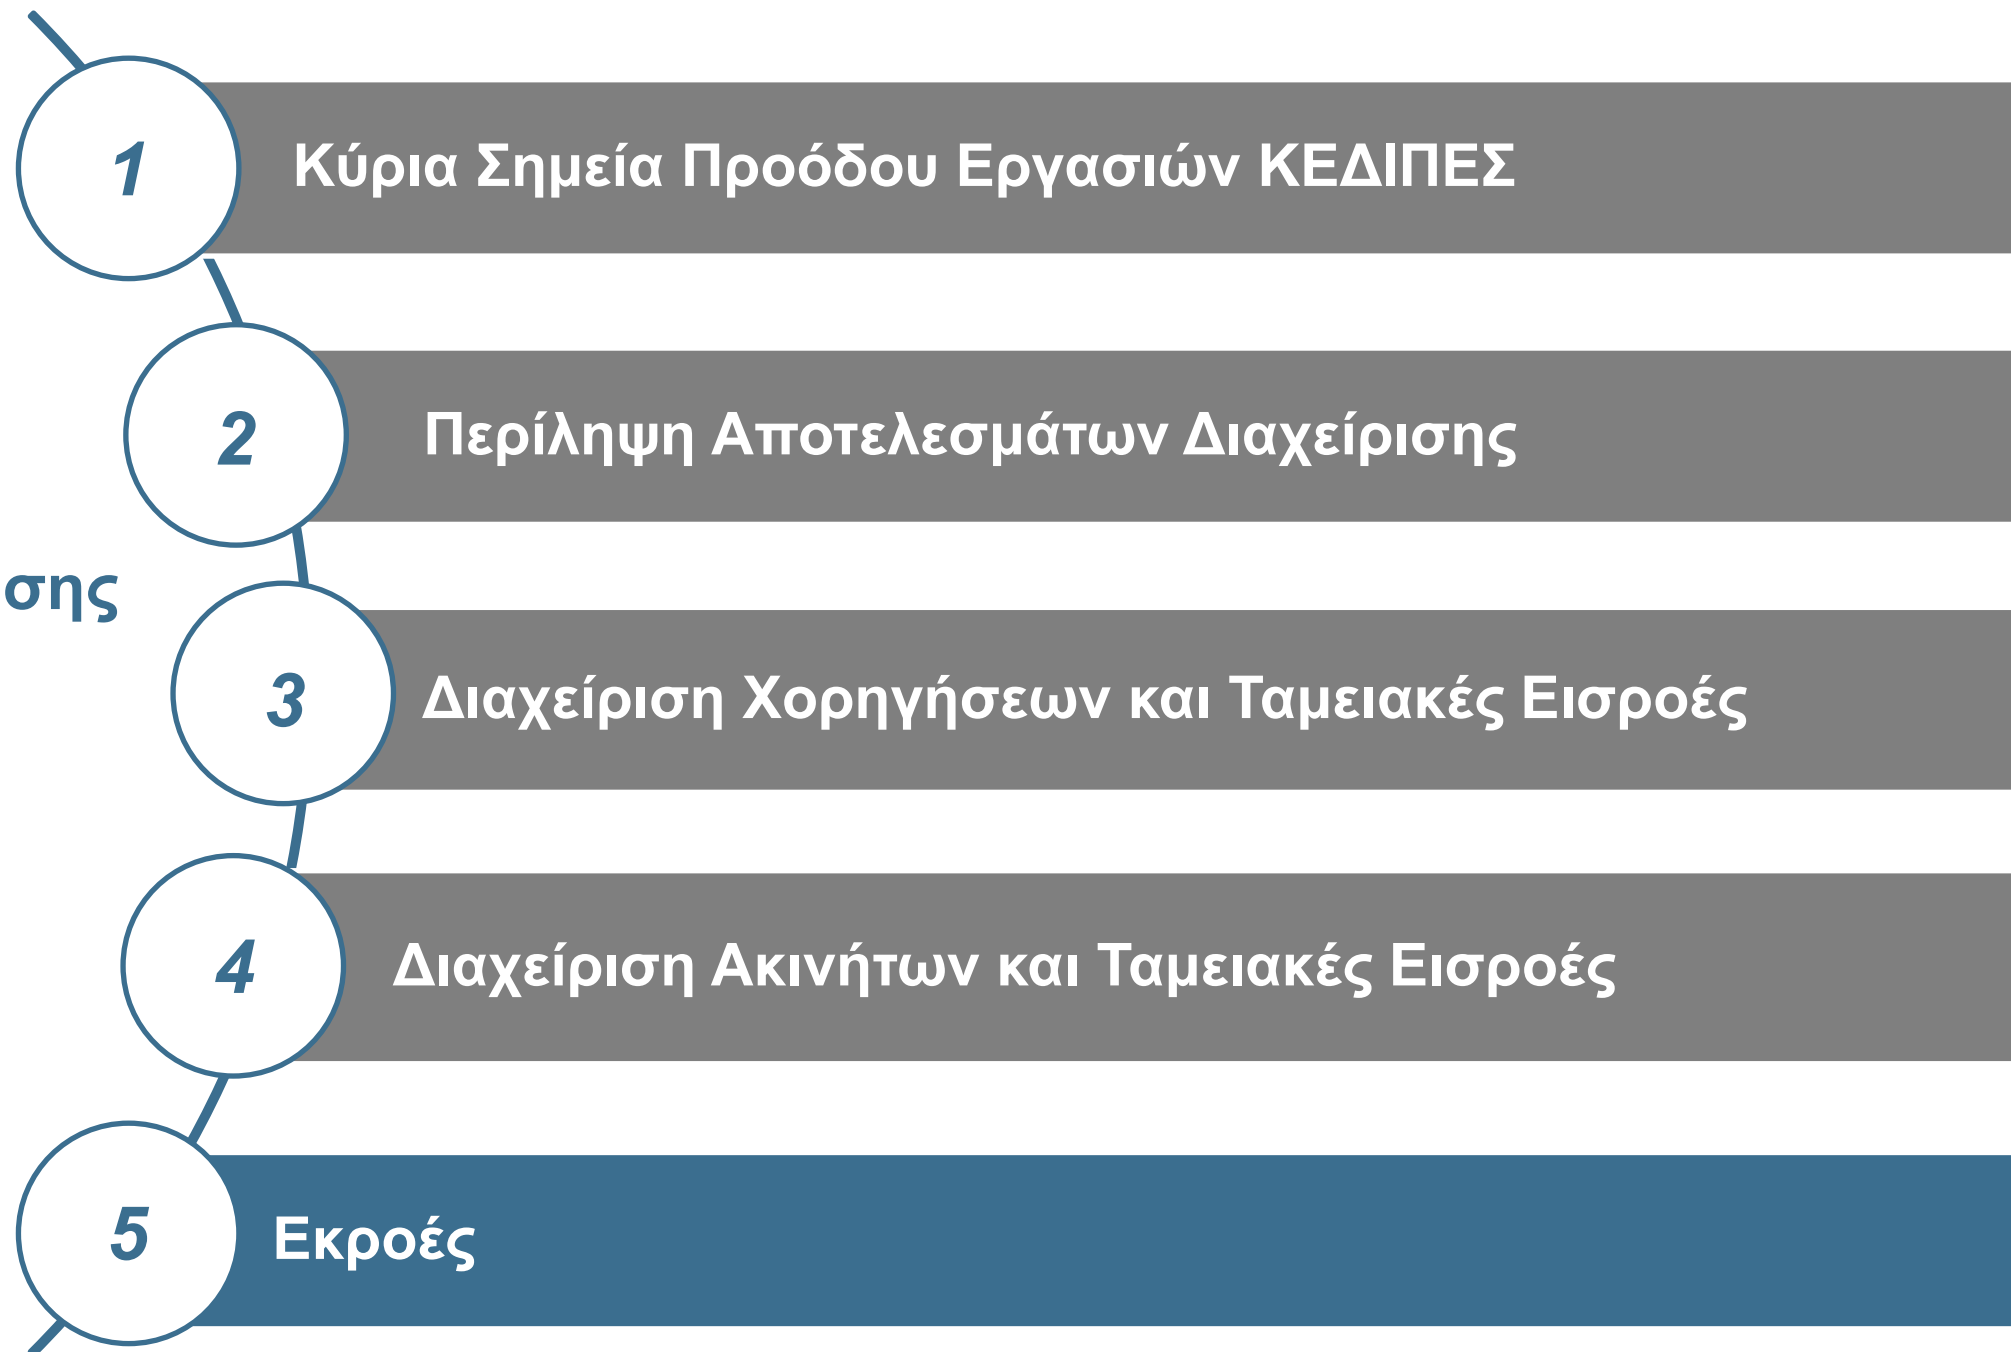 1
Κύρια Σημεία Προόδου Εργασιών ΚΕΔΙΠΕΣ
2
Περίληψη Αποτελεσμάτων Διαχείρισης
σης
3
Διαχείριση Χορηγήσεων και Ταμειακές Εισροές
4
Διαχείριση Ακινήτων και Ταμειακές Εισροές
5
Εκροές